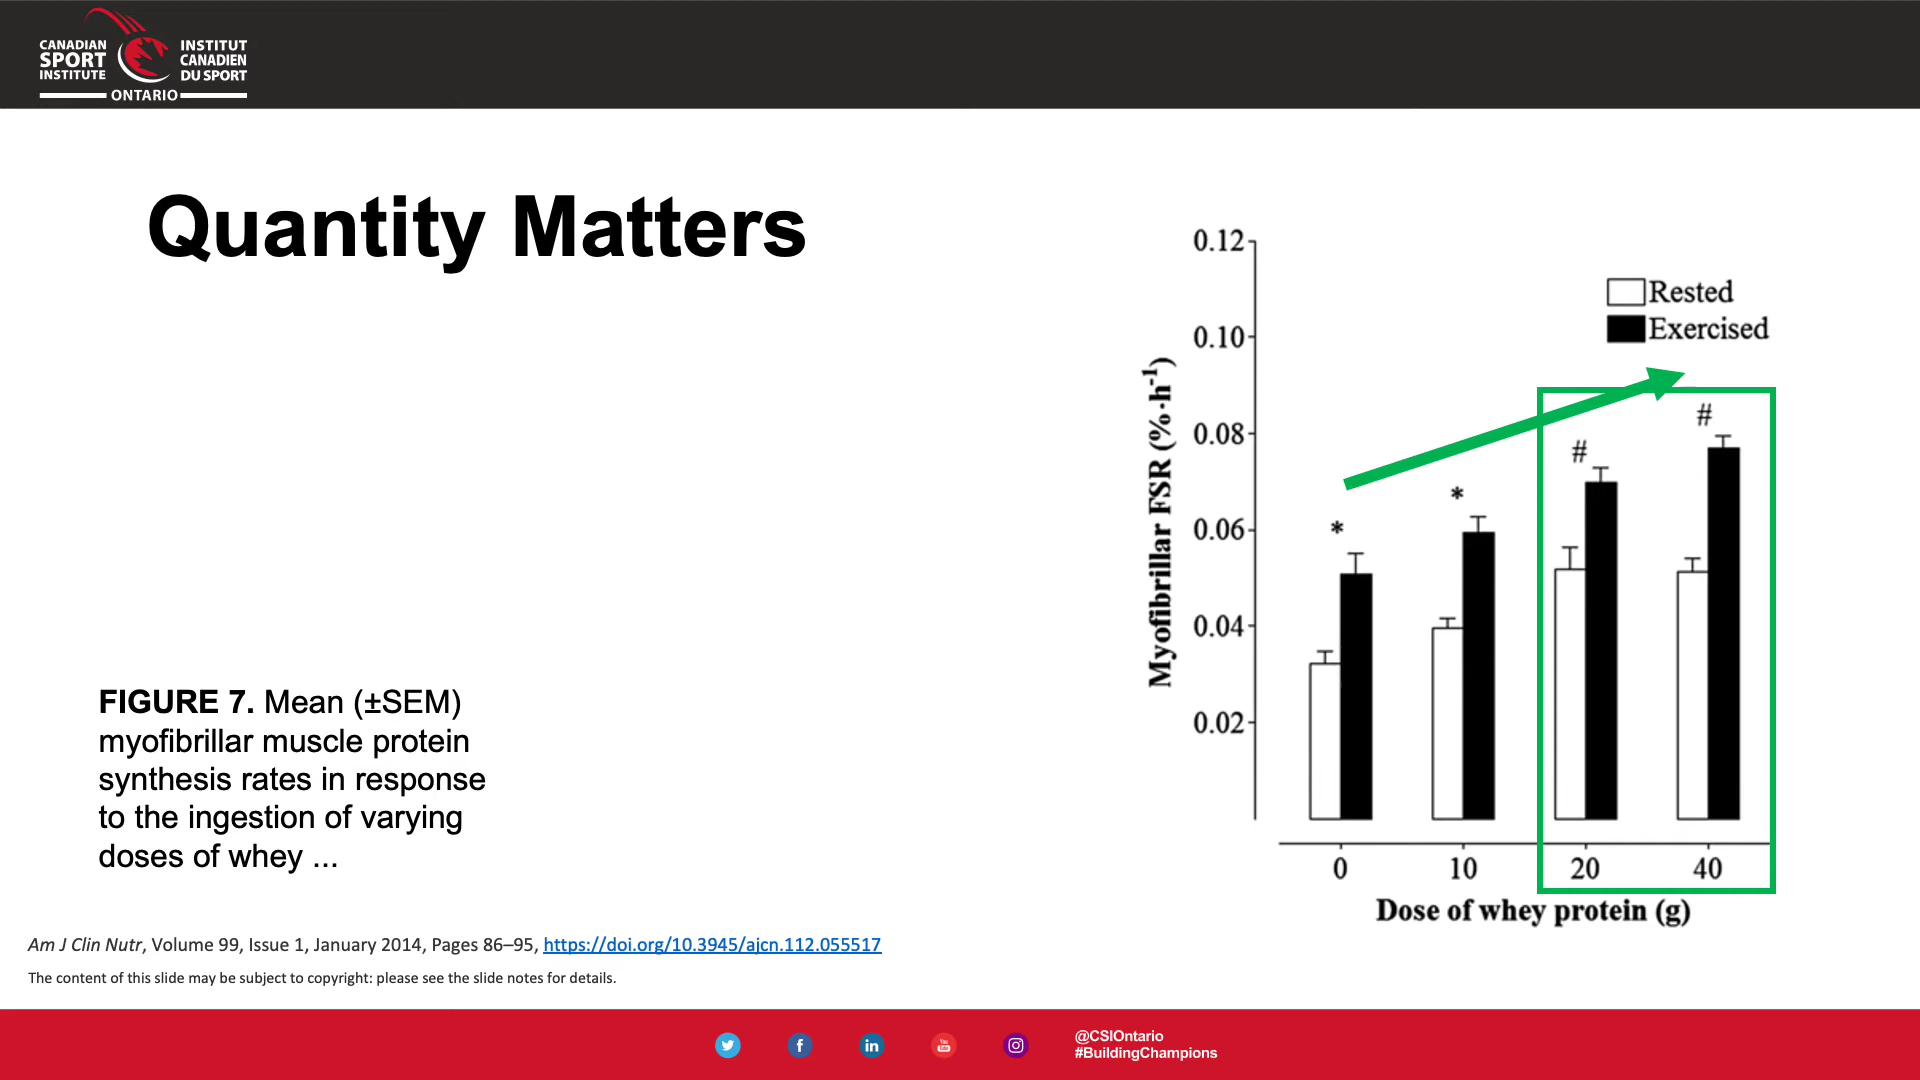 CANADIAN
SPORT
INSTITUTE
INSTITUT
CANADIEN
DU SPORT
ONTARIO
Quantity Matters
FIGURE 7. Mean (±SEM)
myofibrillar muscle protein
synthesis rates in response
to the ingestion of varying
doses of whey ...
Am J Clin Nutr, Volume 99, Issue 1, January 2014, Pages 86–95, https://doi.org/10.3945/ajcn.112.055517
The content of this slide may be subject to copyright: please see the slide notes for details.
Myofibrillar FSR (%·h⁻¹)
0.12
0.10
0.08
0.06
0.04
0.02
Rested
Exercised
*
*
#
#
0 10 20 40
Dose of whey protein (g)
f
in
You
Tube
@CSIOntario
#BuildingChampions